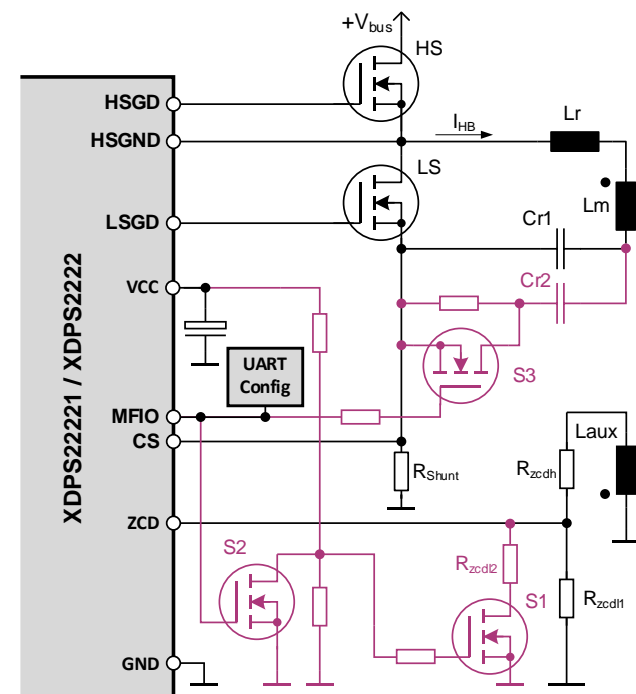 +Vbus
HS
HSGD
HSGND
IHB
Lr
LS
Lm
LSGD
Cr1
VCC
Cr2
XDPS22221 / XDPS2222
UART
Config
S3
MFIO
CS
Laux
RShunt
Rzcdh
ZCD
S2
Rzcdl2
S1
Rzcdl1
GND